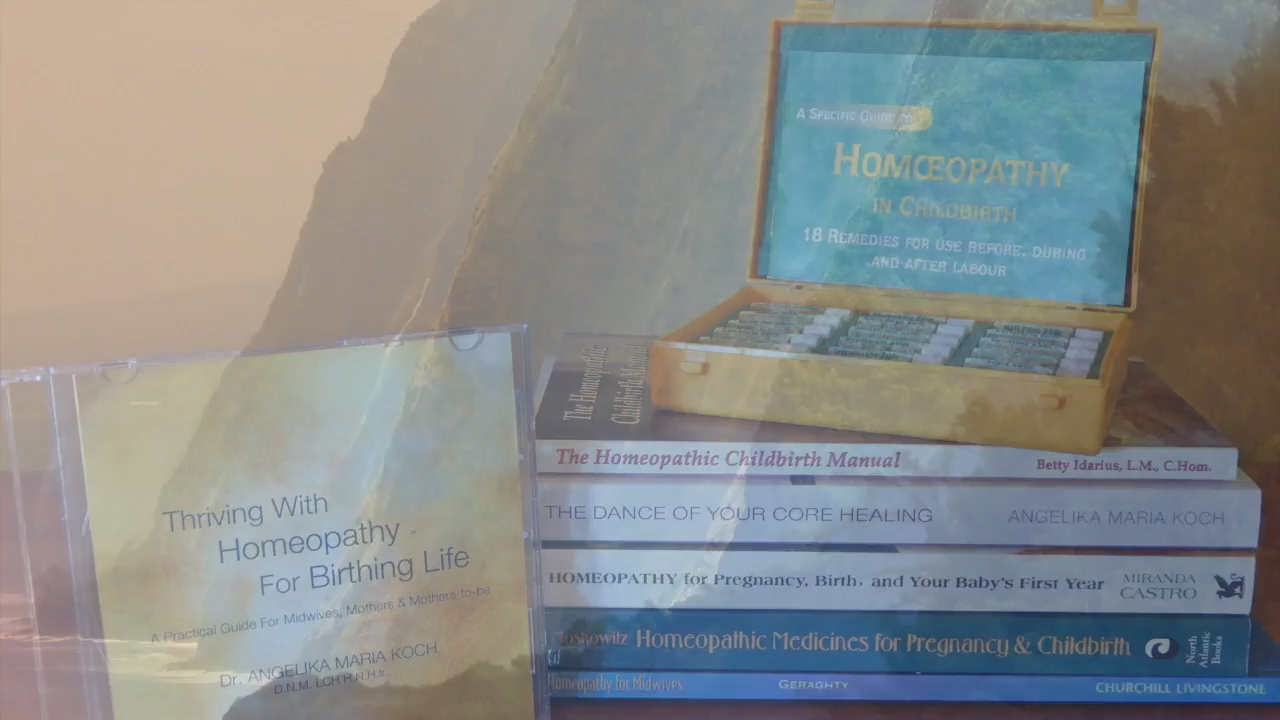 A SPECIFIC GUIDE TO
HOMŒOPATHY
IN CHILDBIRTH
18 REMEDIES FOR USE BEFORE, DURING
AND AFTER LABOUR
The Homeopathic
Childbirth Manual
The Homeopathic Childbirth Manual Betty Idarius, L.M., C.Hom.
THE DANCE OF YOUR CORE HEALING ANGELIKA MARIA KOCH
HOMEOPATHY for Pregnancy, Birth, and Your Baby's First Year MIRANDA CASTRO
Moskowitz Homeopathic Medicines for Pregnancy & Childbirth North Atlantic Books
Homeopathy for Midwives GERAGHTY CHURCHILL LIVINGSTONE
Thriving With
Homeopathy
For Birthing Life
A Practical Guide For Midwives, Mothers & Mothers-to-be
Dr. ANGELIKA MARIA KOCH
D.N.M. LCH H.N.H.Ir.